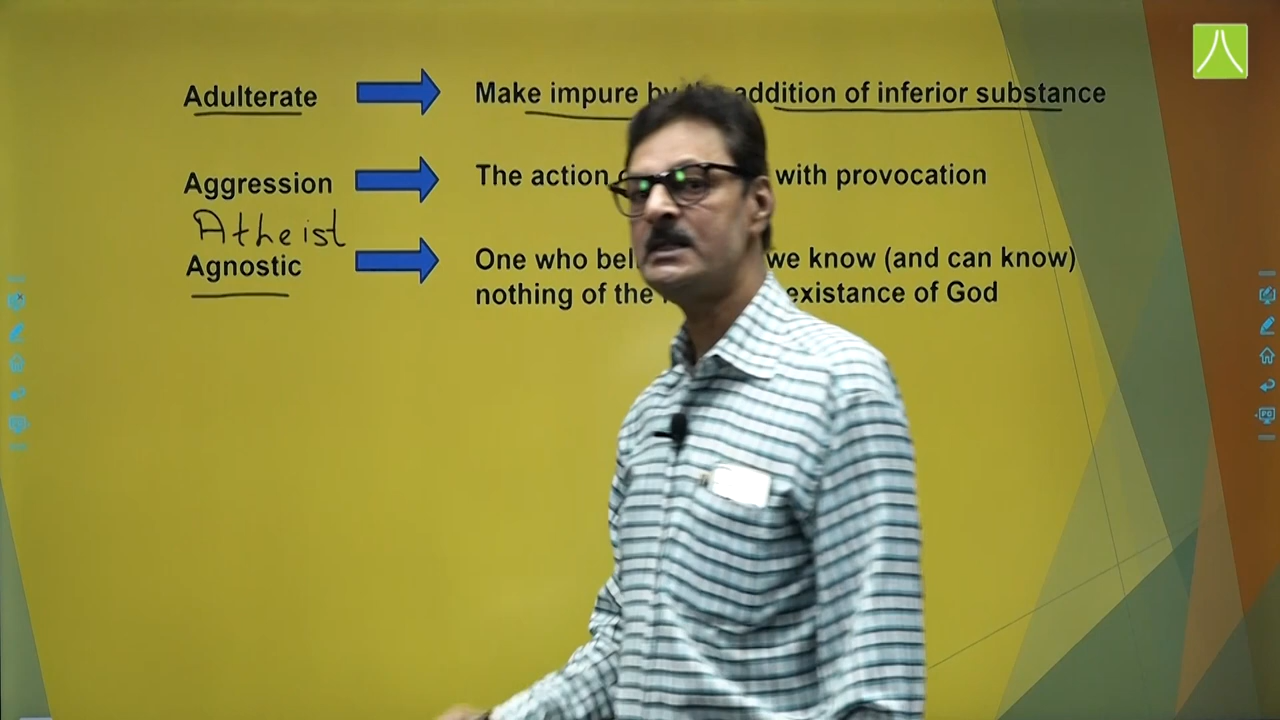 Adulterate Make impure by addition of inferior substance
Aggression The action with provocation
Atheist
Agnostic One who we know (and can know)
nothing of the existance of God